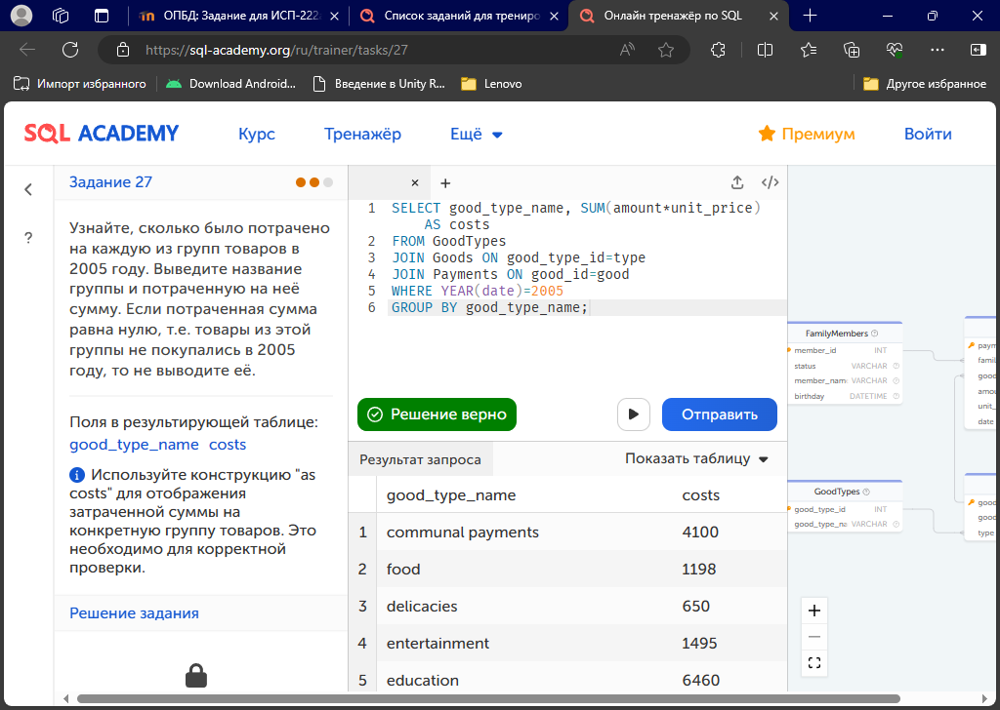 ОПБД: Задание для ИСП-222
Список заданий для трениро
Онлайн тренажёр по SQL
https://sql-academy.org/ru/trainer/tasks/27
Импорт избранного
Download Android...
Введение в Unity R...
Lenovo
Другое избранное
SQL ACADEMY
Курс
Тренажёр
Ещё
Премиум
Войти
Задание 27
?
Узнайте, сколько было потрачено
на каждую из групп товаров в
2005 году. Выведите название
группы и потраченную на неё
сумму. Если потраченная сумма
равна нулю, т.е. товары из этой
группы не покупались в 2005
году, то не выводите её.
Поля в результирующей таблице:
good_type_name costs
Используйте конструкцию "as
costs" для отображения
затраченной суммы на
конкретную группу товаров. Это
необходимо для корректной
проверки.
Решение задания
1 SELECT good_type_name, SUM(amount*unit_price)
AS costs
2 FROM GoodTypes
3 JOIN Goods ON good_type_id=type
4 JOIN Payments ON good_id=good
5 WHERE YEAR(date)=2005
6 GROUP BY good_type_name;
Решение верно
Отправить
Результат запроса
Показать таблицу
good_type_name costs
1 communal payments 4100
2 food 1198
3 delicacies 650
4 entertainment 1495
5 education 6460
FamilyMembers
member_id INT
status VARCHAR
member_nam VARCHAR
birthday DATETIME
GoodTypes
good_type_id INT
good_type_na VARCHAR
paym
famil
good
amou
unit_
date
good
good
type